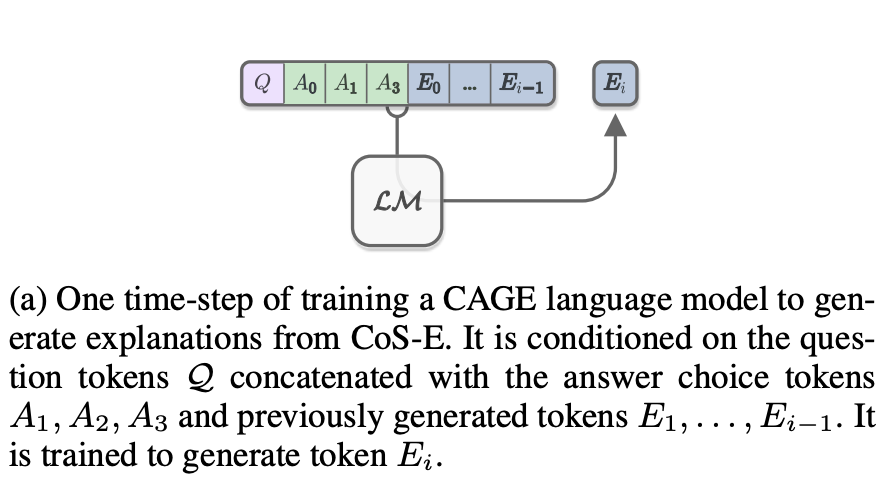 Q A₀ A₁ A₃ E₀ ... Eᵢ₋₁ Eᵢ
LM
(a) One time-step of training a CAGE language model to gen-
erate explanations from CoS-E. It is conditioned on the ques-
tion tokens Q concatenated with the answer choice tokens
A₁, A₂, A₃ and previously generated tokens E₁, . . . , Eᵢ₋₁. It
is trained to generate token Eᵢ.